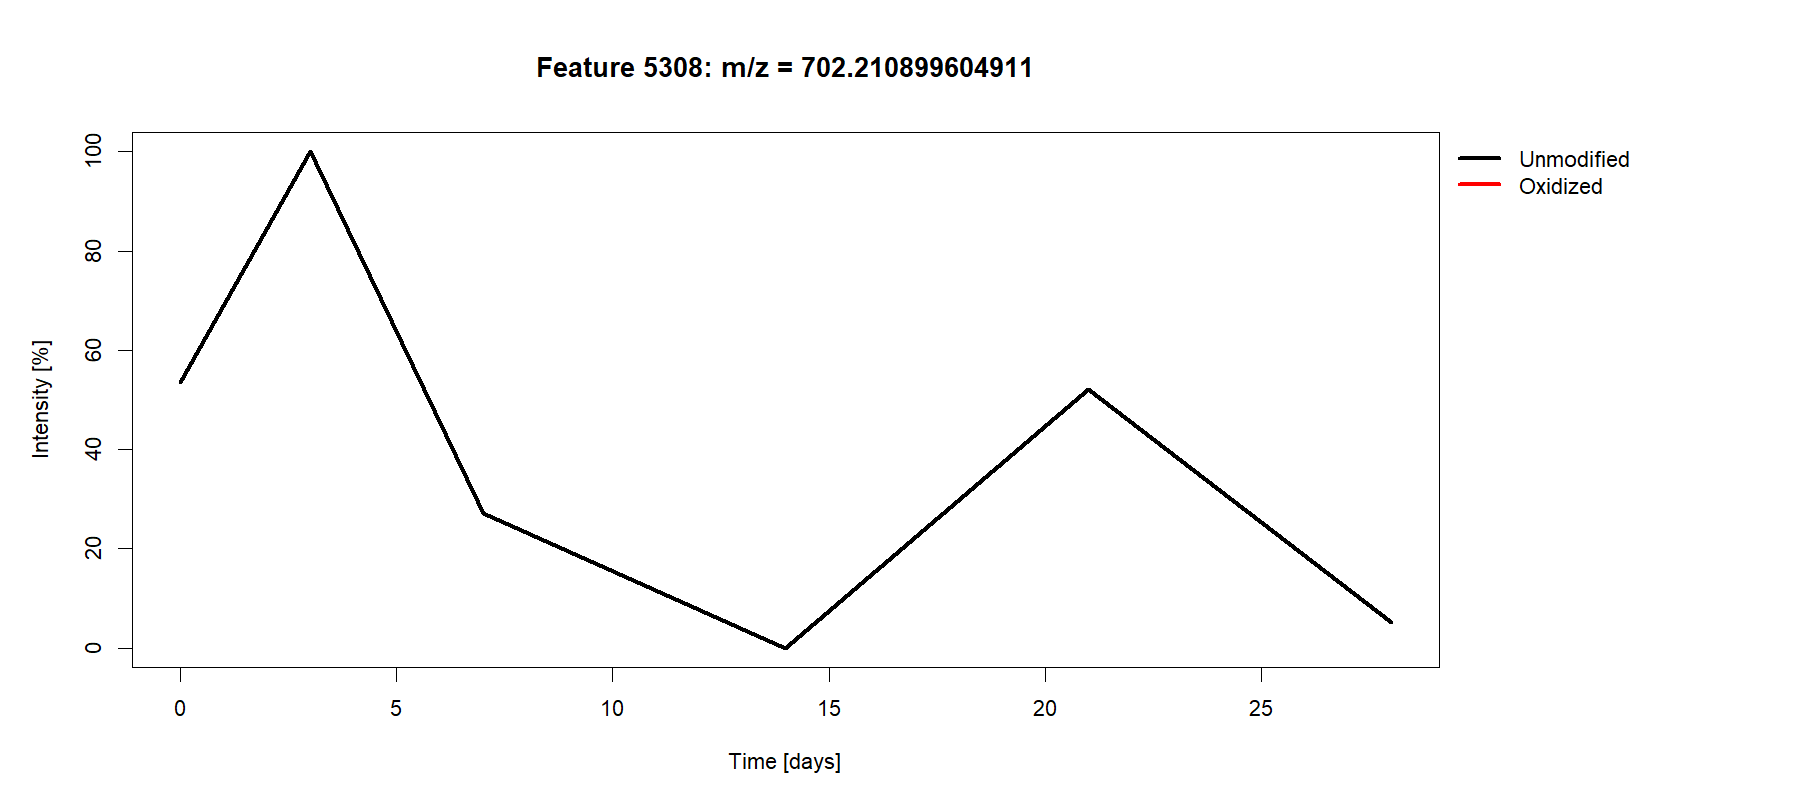 Feature 5308: m/z = 702.210899604911
Unmodified
Oxidized
Intensity [%]
100
80
60
40
20
0
0 5 10 15 20 25
Time [days]